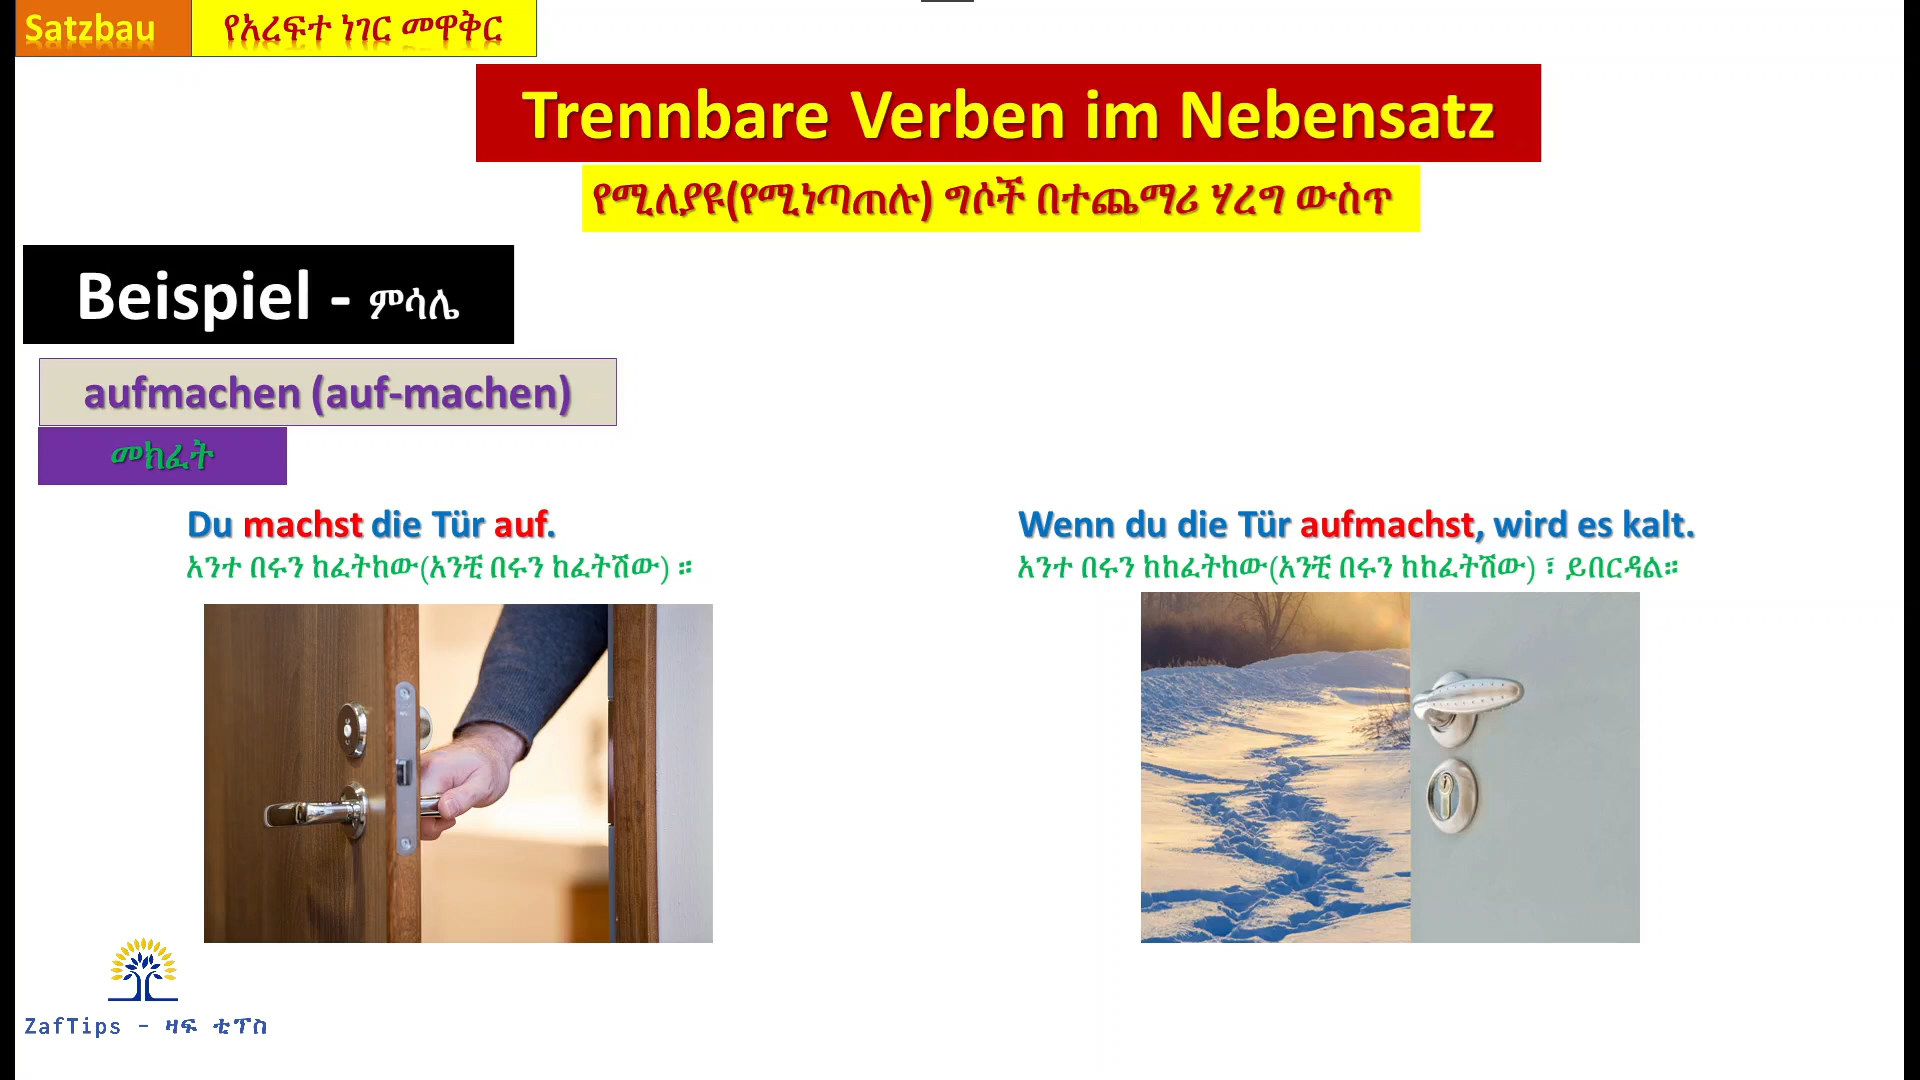 Satzbau
የአረፍተ ነገር መዋቅር
Trennbare Verben im Nebensatz
የሚለያዩ(የሚነጣጠሉ) ግሶች በተጨማሪ ሃረግ ውስጥ
Beispiel - ምሳሌ
aufmachen (auf-machen)
መክፈት
Du machst die Tür auf.
አንተ በሩን ከፈትከው(አንቺ በሩን ከፈትሽው) ።
Wenn du die Tür aufmachst, wird es kalt.
አንተ በሩን ከከፈትከው(አንቺ በሩን ከከፈትሽው) ፣ ይበርዳል።
ZafTips - ዛፍ ቲፕስ